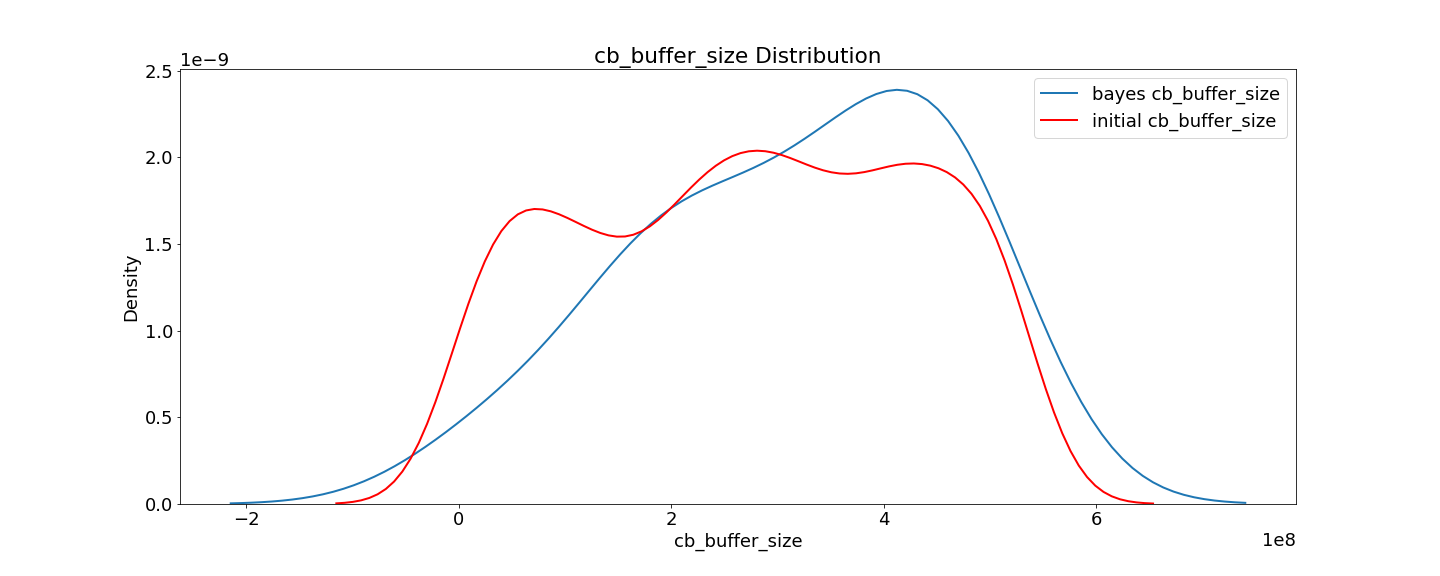 cb_buffer_size Distribution
1e−9
2.5
2.0
1.5
1.0
0.5
0.0
Density
bayes cb_buffer_size
initial cb_buffer_size
−2
0
2
4
6
1e8
cb_buffer_size